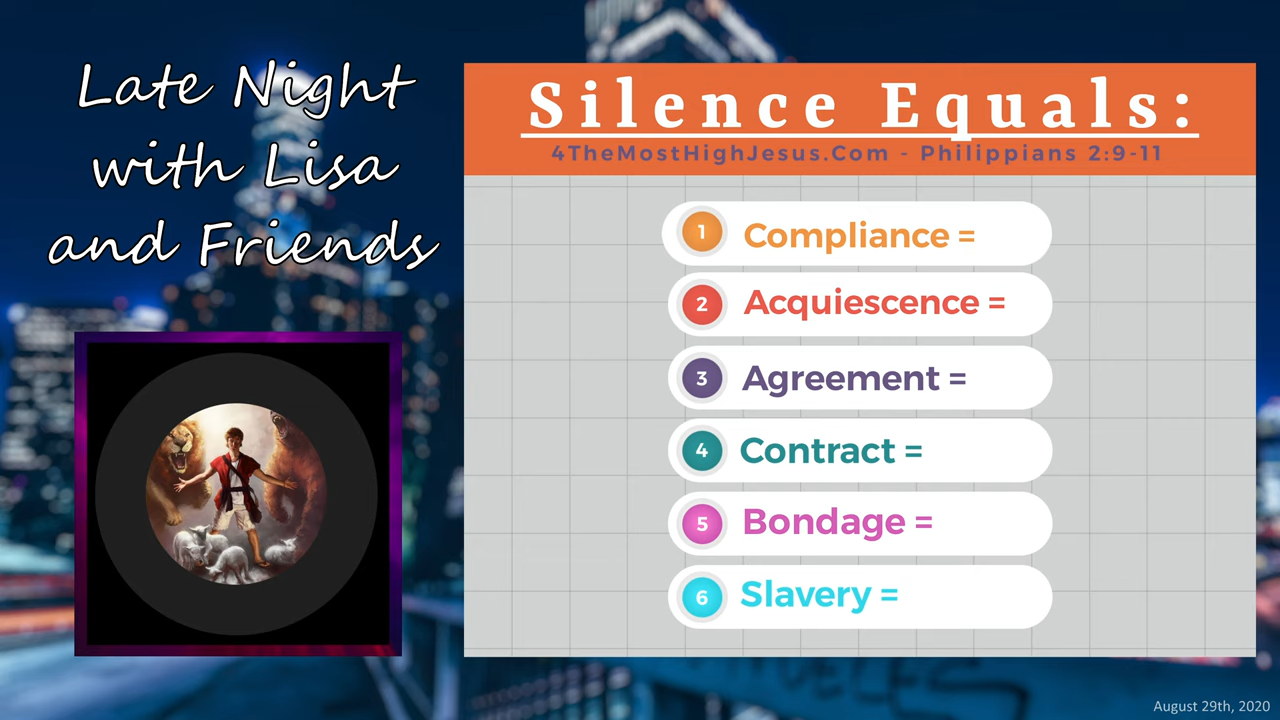 Late Night
with Lisa
and Friends
Silence Equals:
4TheMostHighJesus.Com - Philippians 2:9-11
1 Compliance =
2 Acquiescence =
3 Agreement =
4 Contract =
5 Bondage =
6 Slavery =
August 29th, 2020